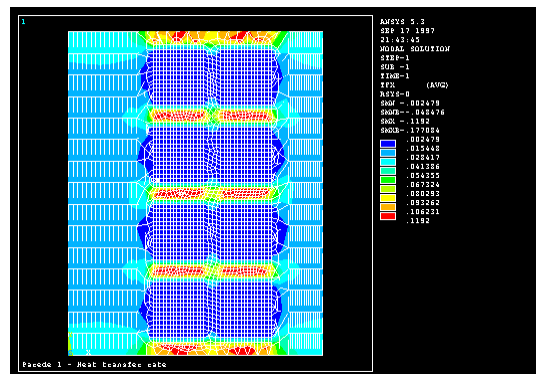 1
ANSYS 5.3
SEP 17 1997
21:43:45
NODAL SOLUTION
STEP=1
SUB =1
TIME=1
TFX (AVG)
RSYS=0
SMN =.002479
SMNB=-.048476
SMX =.1192
SMXB=.177084
.002479
.015448
.028417
.041386
.054355
.067324
.080293
.093262
.106231
.1192
Facede 1 - Heat transfer rate